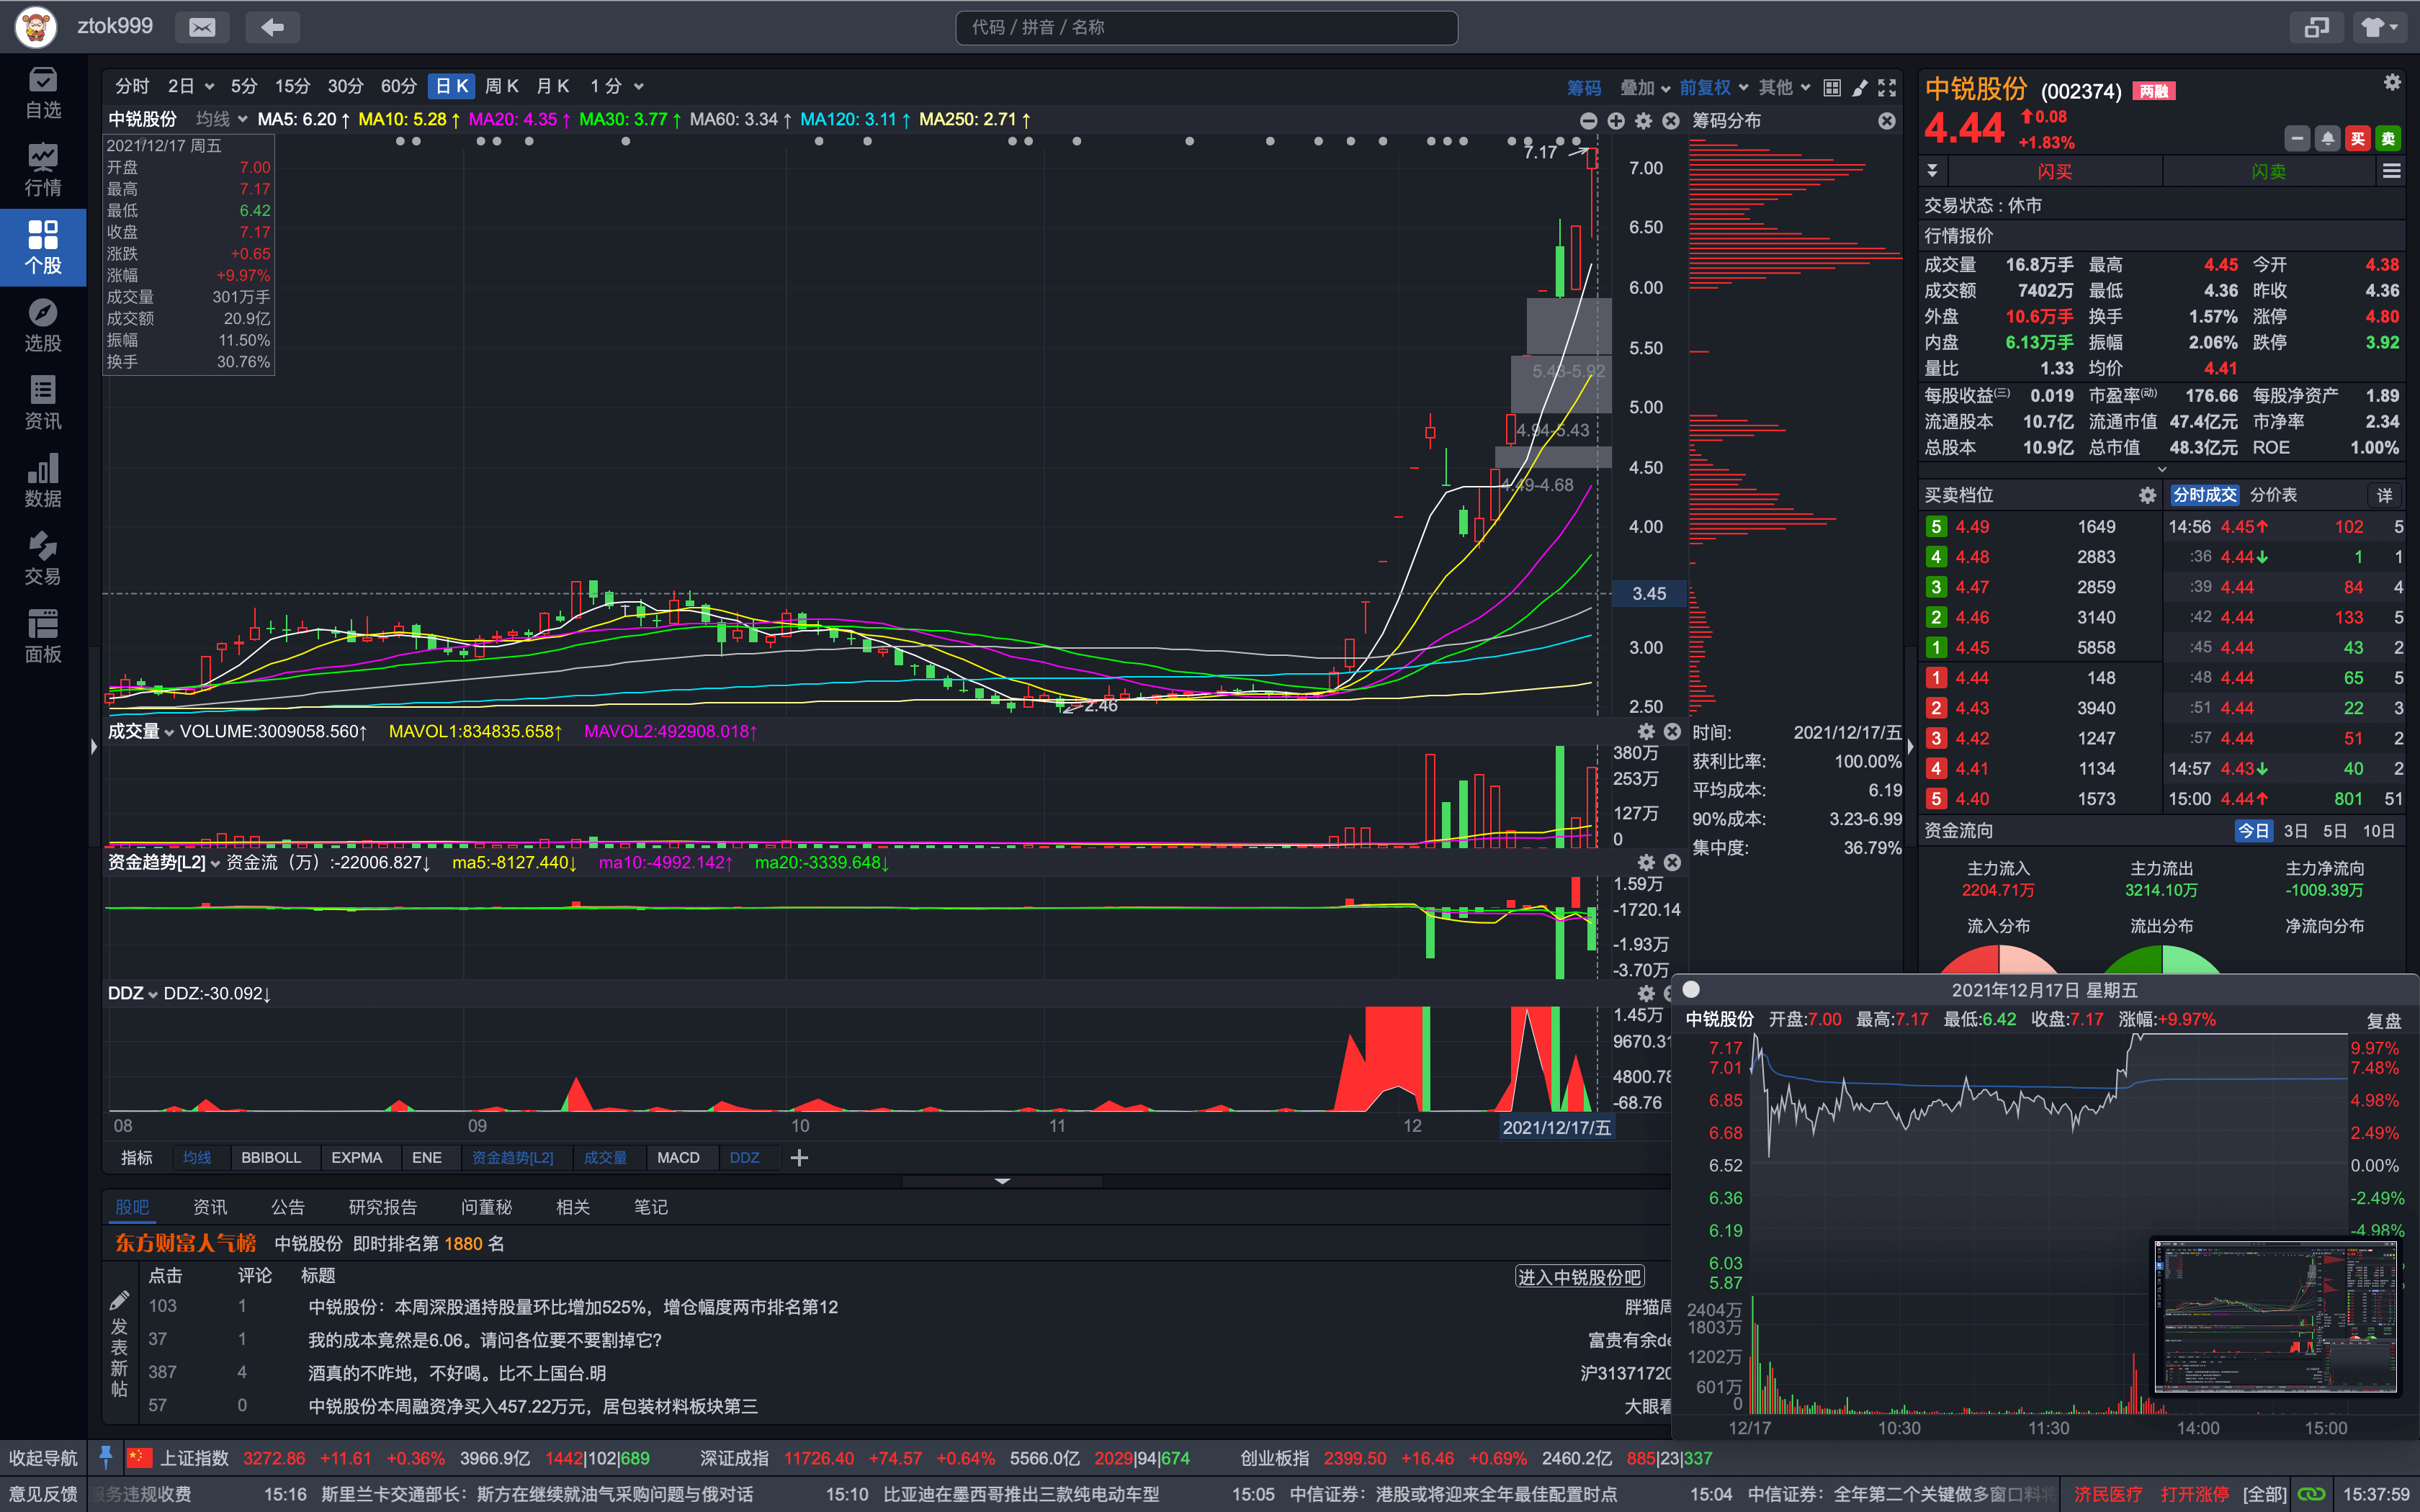 ztok999
代码 / 拼音 / 名称
自选
行情
个股
选股
资讯
数据
交易
面板
分时 2日 5分 15分 30分 60分 日K 周K 月K 1分
筹码 叠加 前复权 其他
中锐股份 均线 MA5: 6.20↑ MA10: 5.28↑ MA20: 4.35↑ MA30: 3.77↑ MA60: 3.34↑ MA120: 3.11↑ MA250: 2.71↑
筹码分布
2021/12/17 周五
开盘 7.00
最高 7.17
最低 6.42
收盘 7.17
涨跌 +0.65
涨幅 +9.97%
成交量 301万手
成交额 20.9亿
振幅 11.50%
换手 30.76%
7.17
5.43-5.92
4.94-5.43
4.49-4.68
2.46
7.00
6.50
6.00
5.50
5.00
4.50
4.00
3.45
3.00
2.50
成交量 VOLUME:3009058.560↑ MAVOL1:834835.658↑ MAVOL2:492908.018↑
380万
253万
127万
0
资金趋势[L2] 资金流（万）:-22006.827↓ ma5:-8127.440↓ ma10:-4992.142↑ ma20:-3339.648↓
1.59万
-1720.14
-1.93万
-3.70万
DDZ DDZ:-30.092↓
1.45万
9670.31
4800.78
-68.76
08 09 10 11 12 2021/12/17/五
指标 均线 BBIBOLL EXPMA ENE 资金趋势[L2] 成交量 MACD DDZ
时间: 2021/12/17/五
获利比率: 100.00%
平均成本: 6.19
90%成本: 3.23-6.99
集中度: 36.79%
股吧 资讯 公告 研究报告 问董秘 相关 笔记
东方财富人气榜 中锐股份 即时排名第 1880 名
点击 评论 标题
进入中锐股份吧
发表新帖
103 1 中锐股份：本周深股通持股量环比增加525%，增仓幅度两市排名第12 胖猫周
37 1 我的成本竟然是6.06。请问各位要不要割掉它? 富贵有余de
387 4 酒真的不咋地，不好喝。比不上国台.明 沪3137172
57 0 中锐股份本周融资净买入457.22万元，居包装材料板块第三 大眼看
中锐股份 (002374) 两融
4.44 ↑0.08
+1.83%
买 卖
闪买 闪卖
交易状态 : 休市
行情报价
成交量 16.8万手 最高 4.45 今开 4.38
成交额 7402万 最低 4.36 昨收 4.36
外盘 10.6万手 换手 1.57% 涨停 4.80
内盘 6.13万手 振幅 2.06% 跌停 3.92
量比 1.33 均价 4.41
每股收益(三) 0.019 市盈率(动) 176.66 每股净资产 1.89
流通股本 10.7亿 流通市值 47.4亿元 市净率 2.34
总股本 10.9亿 总市值 48.3亿元 ROE 1.00%
买卖档位
分时成交 分价表 详
5 4.49 1649
4 4.48 2883
3 4.47 2859
2 4.46 3140
1 4.45 5858
1 4.44 148
2 4.43 3940
3 4.42 1247
4 4.41 1134
5 4.40 1573
14:56 4.45↑ 102 5
:36 4.44↓ 1 1
:39 4.44 84 4
:42 4.44 133 5
:45 4.44 43 2
:48 4.44 65 5
:51 4.44 22 3
:57 4.44 51 2
14:57 4.43↓ 40 2
15:00 4.44↑ 801 51
资金流向 今日 3日 5日 10日
主力流入 主力流出 主力净流向
2204.71万 3214.10万 -1009.39万
流入分布 流出分布 净流向分布
2021年12月17日 星期五
中锐股份 开盘:7.00 最高:7.17 最低:6.42 收盘:7.17 涨幅:+9.97% 复盘
7.17 9.97%
7.01 7.48%
6.85 4.98%
6.68 2.49%
6.52 0.00%
6.36 -2.49%
6.19 -4.98%
6.03
5.87
2404万
1803万
1202万
601万
0
12/17 10:30 11:30 14:00 15:00
收起导航 上证指数 3272.86 +11.61 +0.36% 3966.9亿 1442|102|689 深证成指 11726.40 +74.57 +0.64% 5566.0亿 2029|94|674 创业板指 2399.50 +16.46 +0.69% 2460.2亿 885|23|337
意见反馈 服务违规收费 15:16 斯里兰卡交通部长：斯方在继续就油气采购问题与俄对话 15:10 比亚迪在墨西哥推出三款纯电动车型 15:05 中信证券：港股或将迎来全年最佳配置时点 15:04 中信证券：全年第二个关键做多窗口料将 济民医疗 打开涨停 [全部] 15:37:59